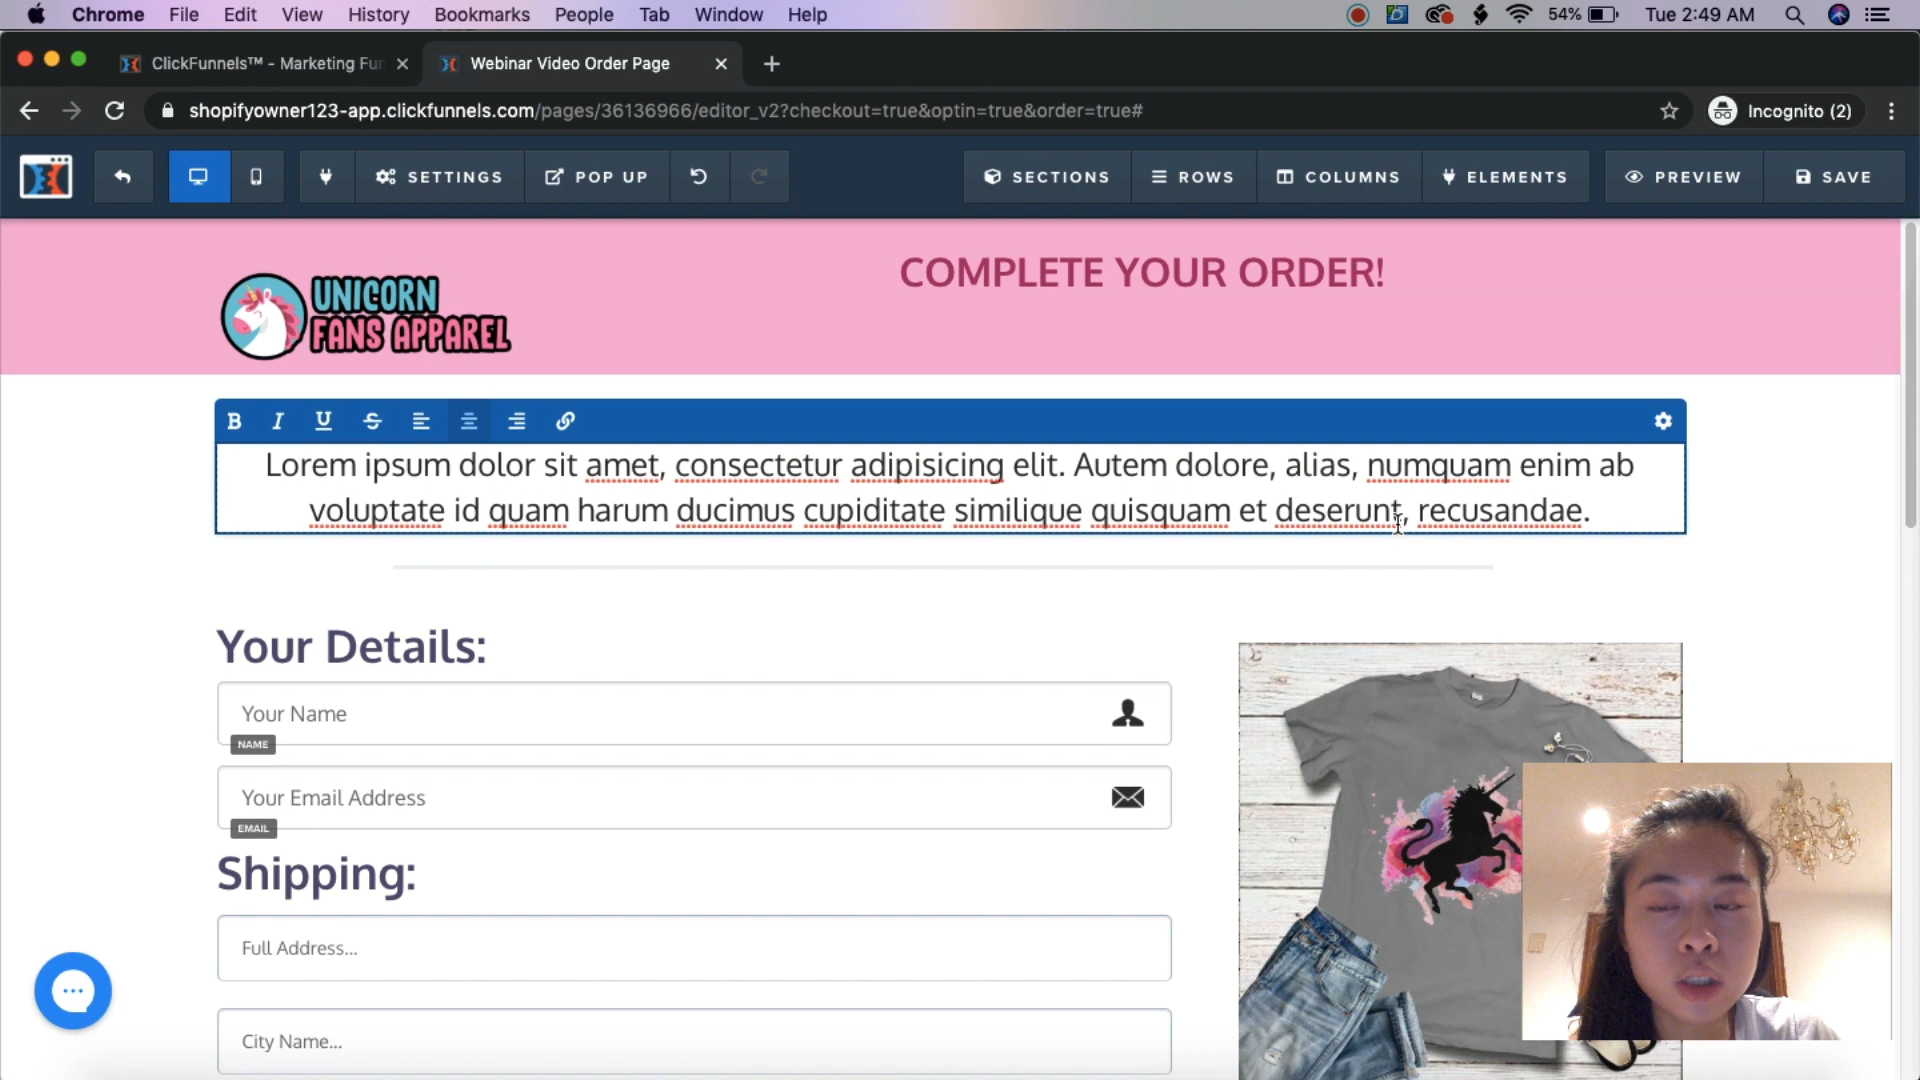 Chrome File Edit View History Bookmarks People Tab Window Help 54% Tue 2:49 AM
ClickFunnels™ - Marketing Fur Webinar Video Order Page
shopifyowner123-app.clickfunnels.com/pages/36136966/editor_v2?checkout=true&optin=true&order=true# Incognito (2)
SETTINGS POP UP SECTIONS ROWS COLUMNS ELEMENTS PREVIEW SAVE
COMPLETE YOUR ORDER!
UNICORN
FANS APPAREL
B I U S
Lorem ipsum dolor sit amet, consectetur adipisicing elit. Autem dolore, alias, numquam enim ab
voluptate id quam harum ducimus cupiditate similique quisquam et deserunt, recusandae.
Your Details:
Your Name
NAME
Your Email Address
EMAIL
Shipping:
Full Address...
City Name...